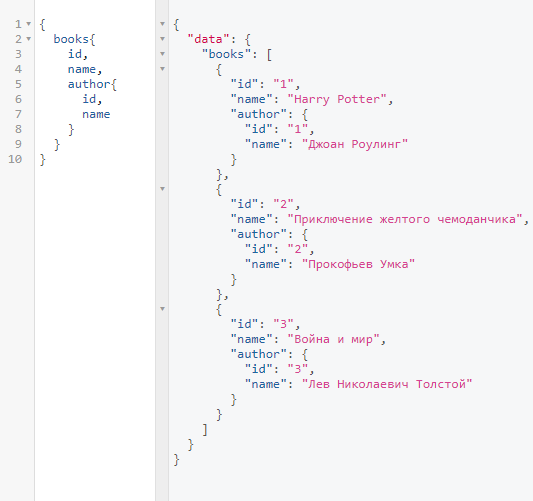 1 {
2   books{
3     id,
4     name,
5     author{
6       id,
7       name
8     }
9   }
10 }
{
  "data": {
    "books": [
      {
        "id": "1",
        "name": "Harry Potter",
        "author": {
          "id": "1",
          "name": "Джоан Роулинг"
        }
      },
      {
        "id": "2",
        "name": "Приключение желтого чемоданчика",
        "author": {
          "id": "2",
          "name": "Прокофьев Умка"
        }
      },
      {
        "id": "3",
        "name": "Война и мир",
        "author": {
          "id": "3",
          "name": "Лев Николаевич Толстой"
        }
      }
    ]
  }
}